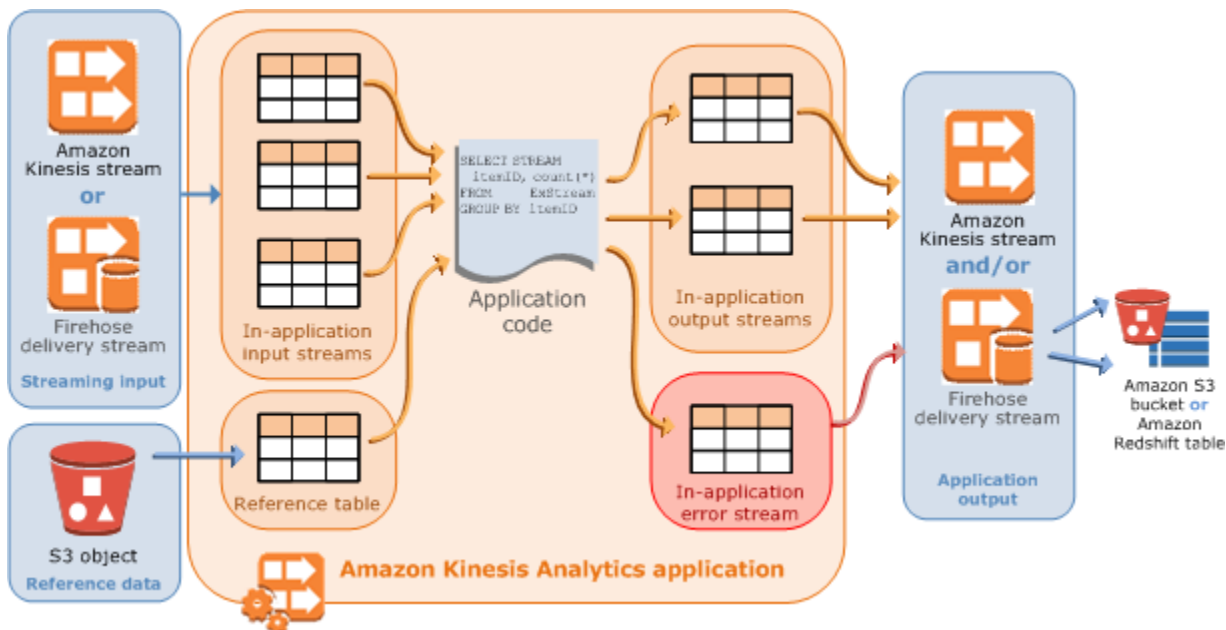 Amazon
Kinesis stream
or
Firehose
delivery stream
Streaming input
S3 object
Reference data
In-application
input streams
Reference table
SELECT STREAM
itemID, count(*)
FROM ExStream
GROUP BY itemID
Application
code
In-application
output streams
In-application
error stream
Amazon Kinesis Analytics application
Amazon
Kinesis stream
and/or
Firehose
delivery stream
Application
output
Amazon S3
bucket or
Amazon
Redshift table